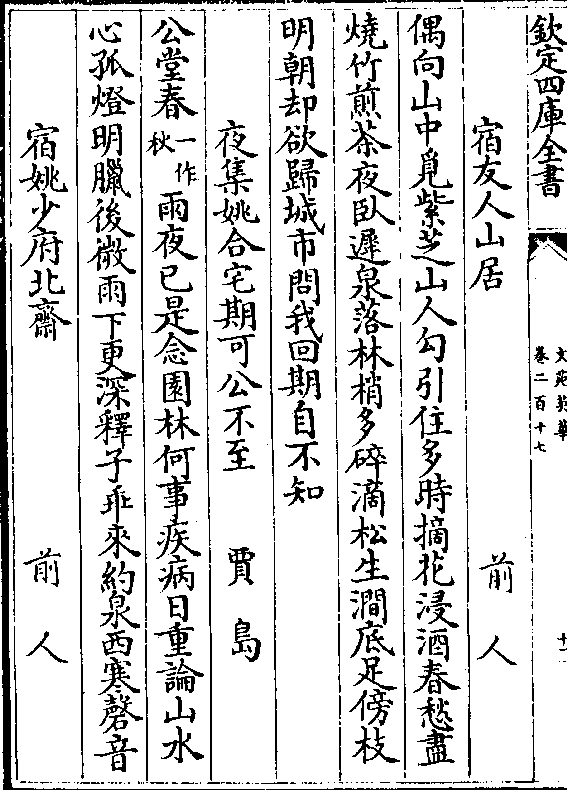 欽定四庫全書
文苑英華
卷二百十七
十一
宿友人山居　前人
偶向山中覓紫芝山人勾引住多時摘花浸酒春愁盡
燒竹煎茶夜臥遲泉落林梢多碎滴松生澗底足傍枝
明朝却欲歸城市問我回期自不知
夜集姚合宅期可公不至　賈島
公堂春一作秋雨夜已是念園林何事疾病日重論山水
心孤燈明臘後微雨下更深釋子乖來約泉西寒磬音
宿姚少府北齋　前人